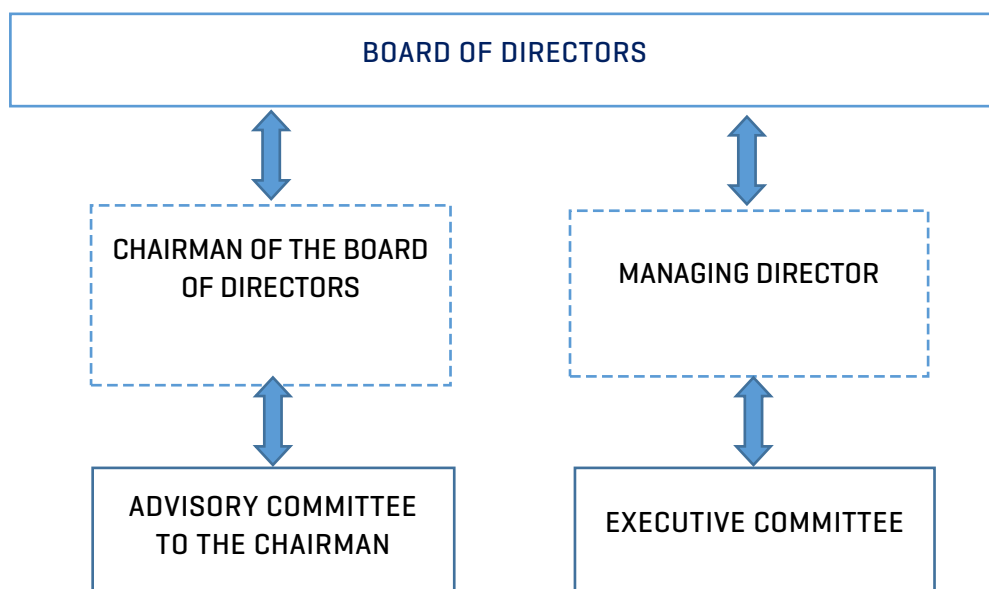 BOARD OF DIRECTORS
CHAIRMAN OF THE BOARD
OF DIRECTORS
MANAGING DIRECTOR
ADVISORY COMMITTEE
TO THE CHAIRMAN
EXECUTIVE COMMITTEE